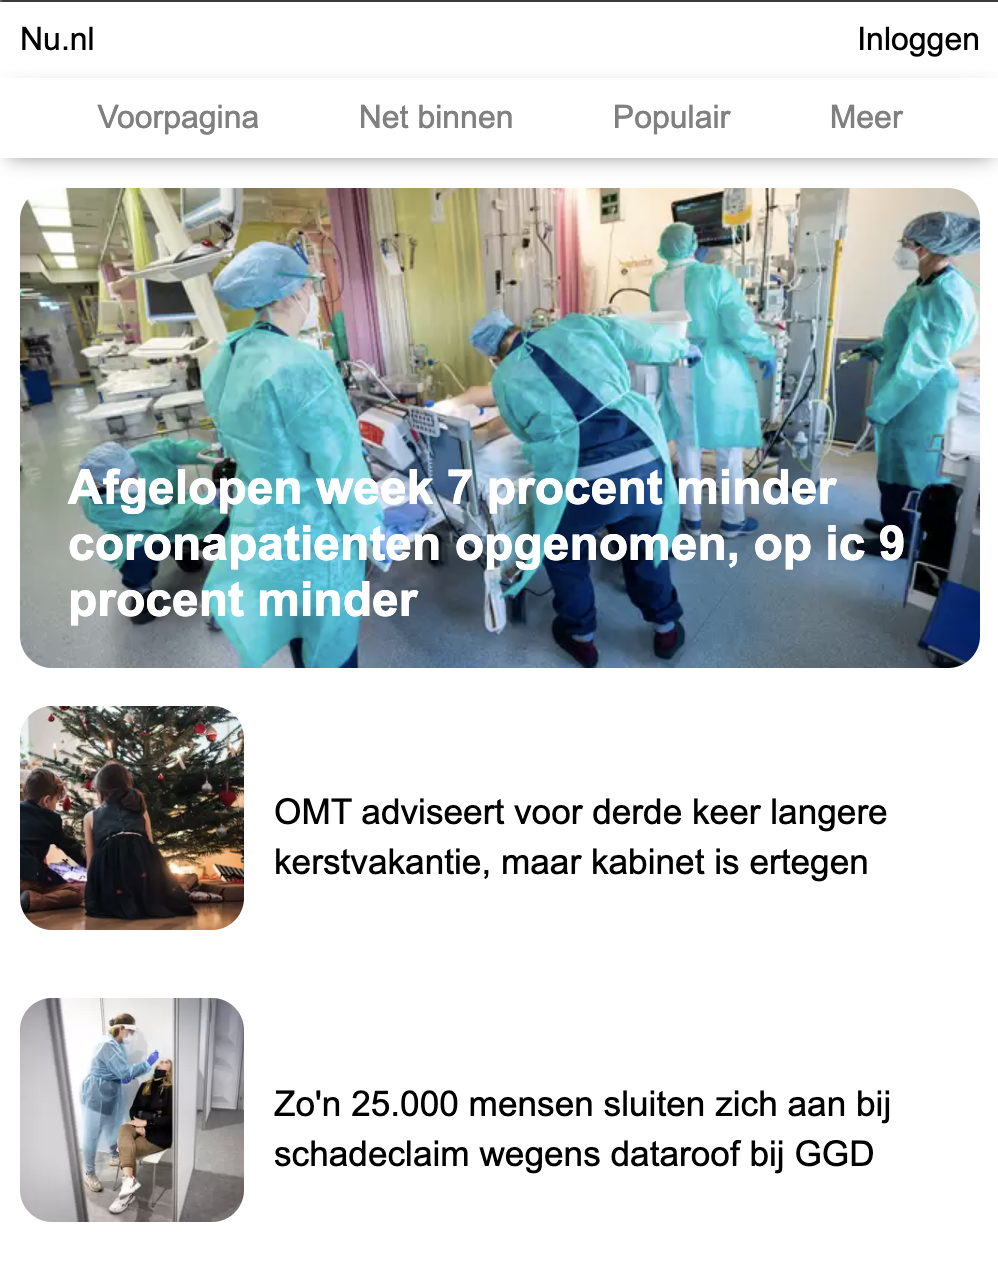 Nu.nl
Inloggen
Voorpagina
Net binnen
Populair
Meer
Afgelopen week 7 procent minder
coronapatienten opgenomen, op ic 9
procent minder
OMT adviseert voor derde keer langere
kerstvakantie, maar kabinet is ertegen
Zo'n 25.000 mensen sluiten zich aan bij
schadeclaim wegens dataroof bij GGD